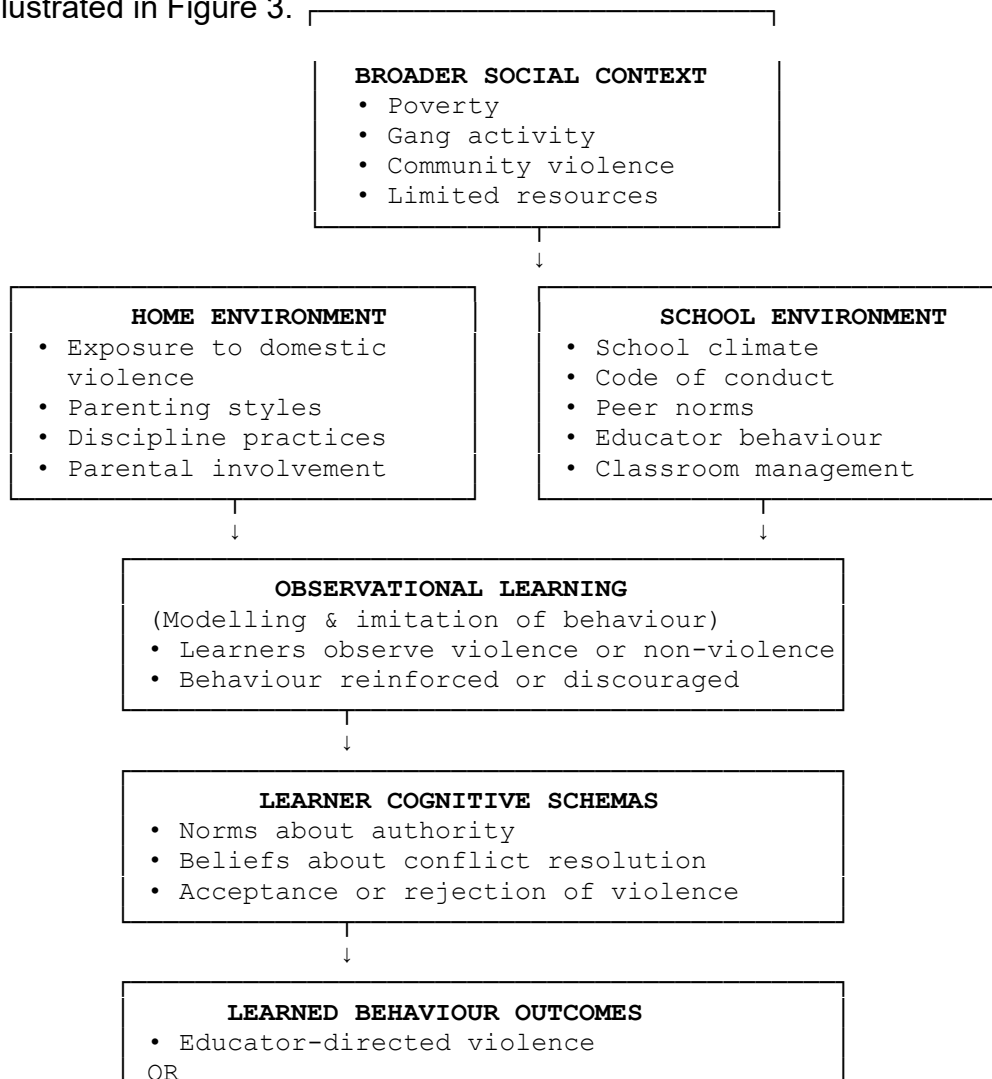 lustrated in Figure 3.
BROADER SOCIAL CONTEXT
• Poverty
• Gang activity
• Community violence
• Limited resources
↓
HOME ENVIRONMENT
• Exposure to domestic
violence
• Parenting styles
• Discipline practices
• Parental involvement
↓
SCHOOL ENVIRONMENT
• School climate
• Code of conduct
• Peer norms
• Educator behaviour
• Classroom management
↓
OBSERVATIONAL LEARNING
(Modelling & imitation of behaviour)
• Learners observe violence or non-violence
• Behaviour reinforced or discouraged
↓
LEARNER COGNITIVE SCHEMAS
• Norms about authority
• Beliefs about conflict resolution
• Acceptance or rejection of violence
↓
LEARNED BEHAVIOUR OUTCOMES
• Educator-directed violence
OR